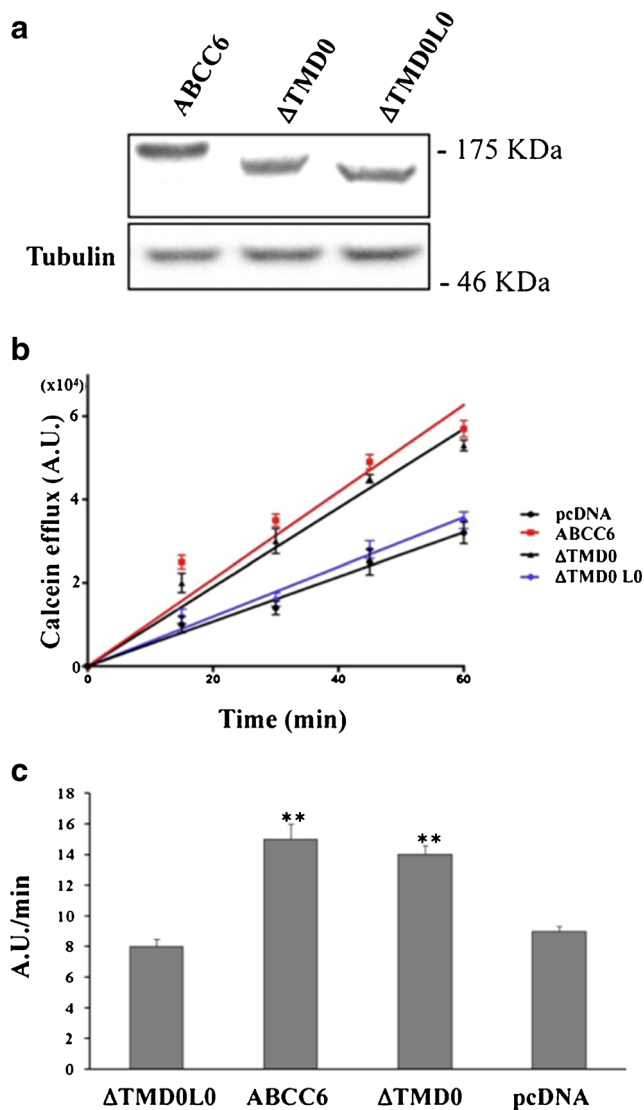 a
ABCC6
ΔTMD0
ΔTMD0L0
- 175 KDa
Tubulin
- 46 KDa
b
(x10⁴)
Calcein efflux (A.U.)
6
4
2
0
0
20
40
60
Time (min)
pcDNA
ABCC6
ΔTMD0
ΔTMD0 L0
c
A.U./min
18
16
14
12
10
8
6
4
2
0
**
**
ΔTMD0L0
ABCC6
ΔTMD0
pcDNA